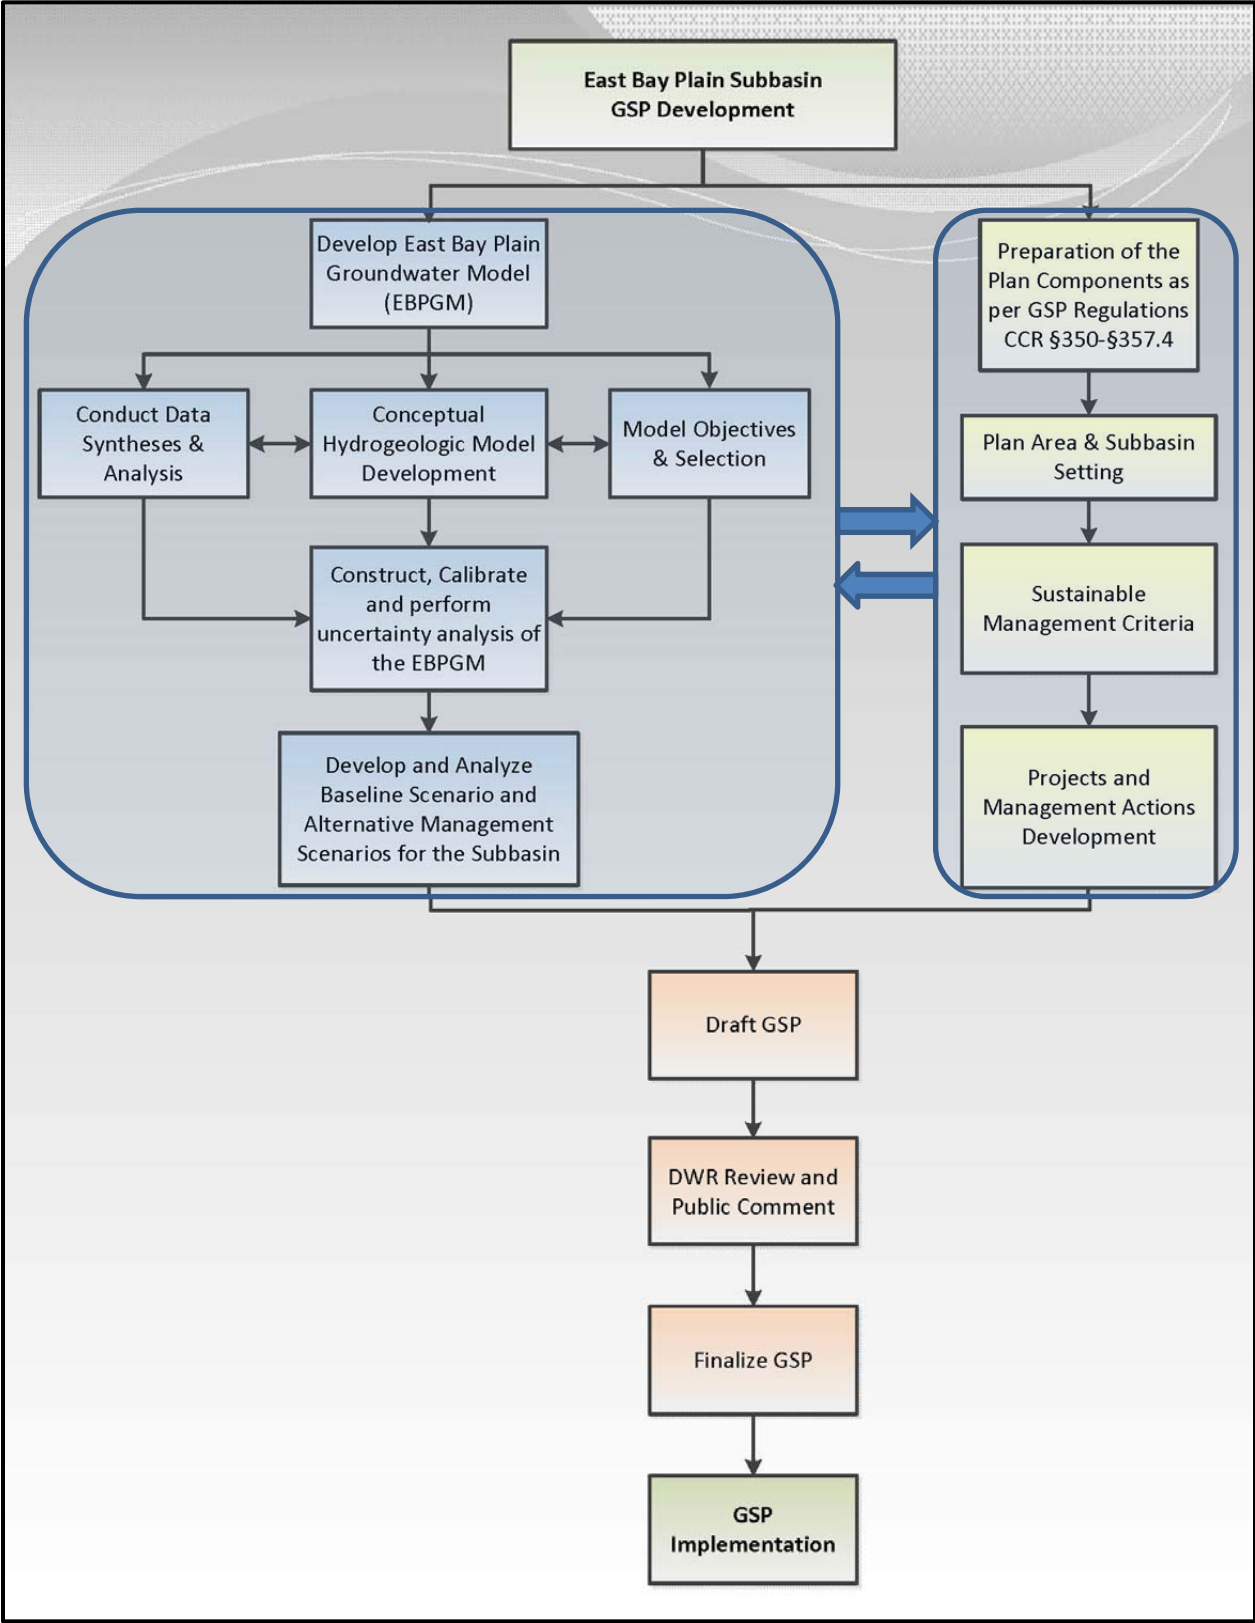 East Bay Plain Subbasin
GSP Development
Develop East Bay Plain
Groundwater Model
(EBPGM)
Conduct Data
Syntheses &
Analysis
Conceptual
Hydrogeologic Model
Development
Model Objectives
& Selection
Construct, Calibrate
and perform
uncertainty analysis of
the EBPGM
Develop and Analyze
Baseline Scenario and
Alternative Management
Scenarios for the Subbasin
Preparation of the
Plan Components as
per GSP Regulations
CCR §350-§357.4
Plan Area & Subbasin
Setting
Sustainable
Management Criteria
Projects and
Management Actions
Development
Draft GSP
DWR Review and
Public Comment
Finalize GSP
GSP
Implementation